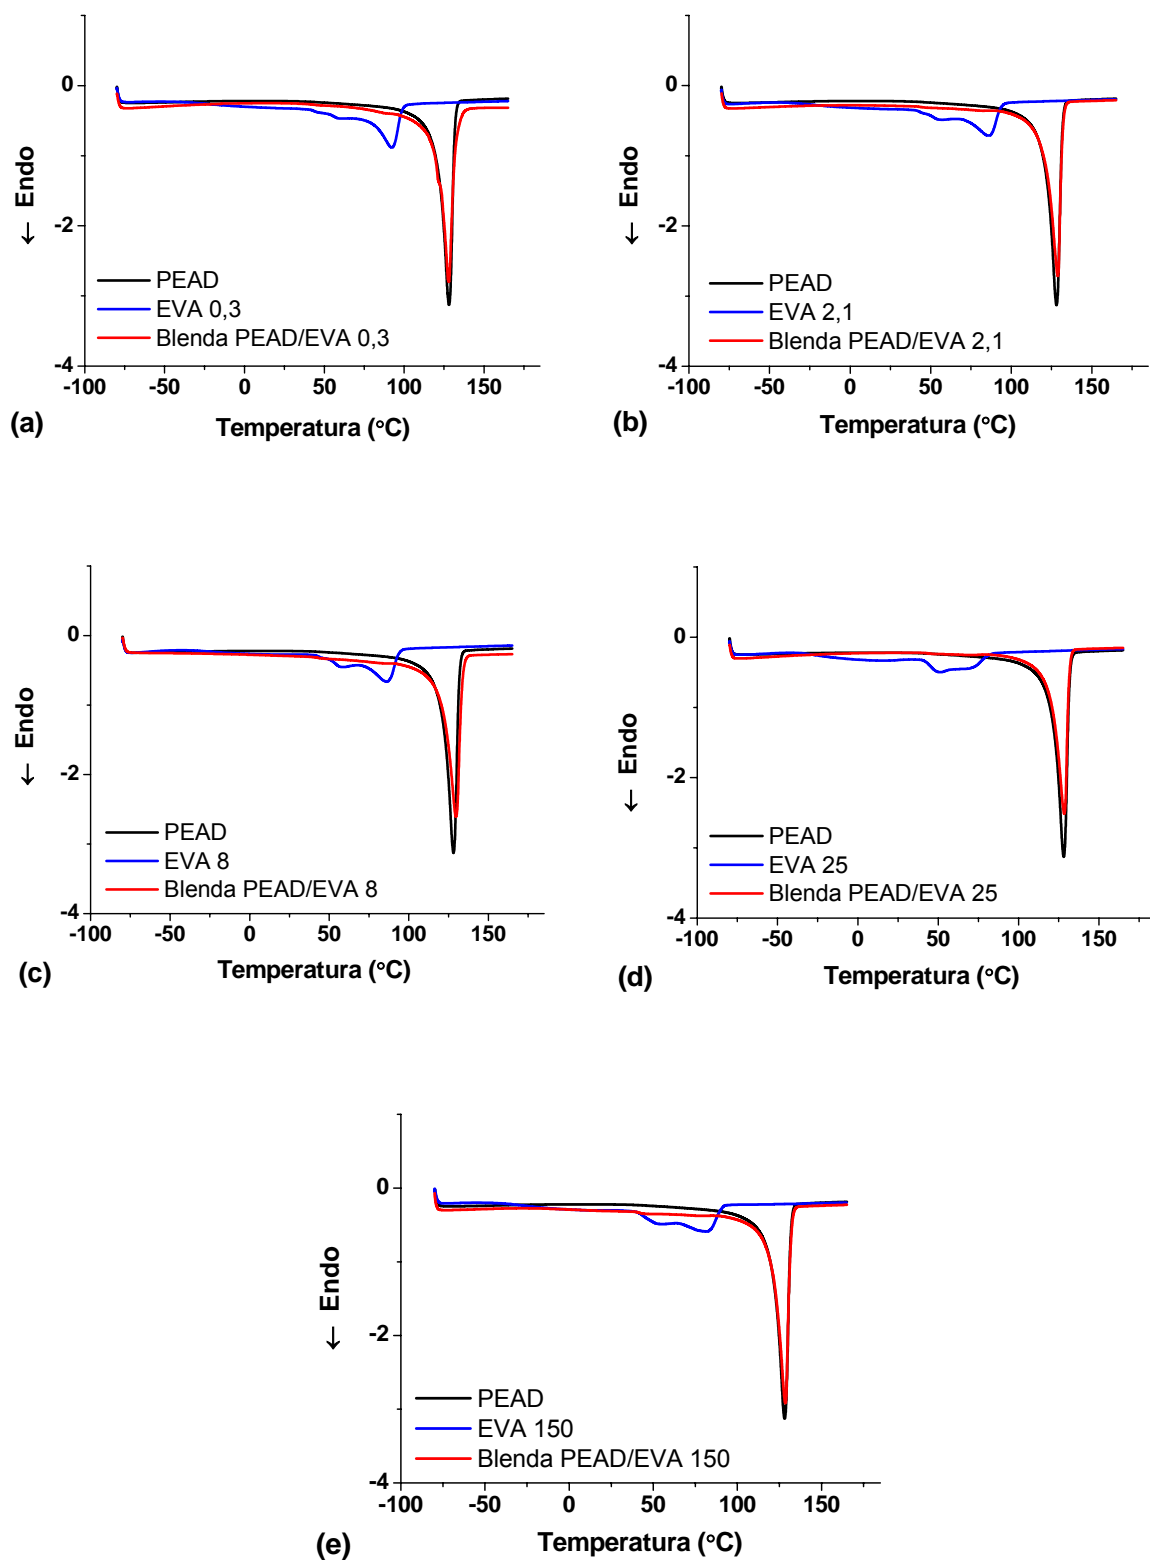 0
-2
-4
← Endo
PEAD
EVA 0,3
Blenda PEAD/EVA 0,3
-100 -50 0 50 100 150
Temperatura (°C)
(a)
0
-2
-4
← Endo
PEAD
EVA 2,1
Blenda PEAD/EVA 2,1
-100 -50 0 50 100 150
Temperatura (°C)
(b)
0
-2
-4
← Endo
PEAD
EVA 8
Blenda PEAD/EVA 8
-100 -50 0 50 100 150
Temperatura (°C)
(c)
0
-2
-4
← Endo
PEAD
EVA 25
Blenda PEAD/EVA 25
-100 -50 0 50 100 150
Temperatura (°C)
(d)
0
-2
-4
← Endo
PEAD
EVA 150
Blenda PEAD/EVA 150
-100 -50 0 50 100 150
Temperatura (°C)
(e)